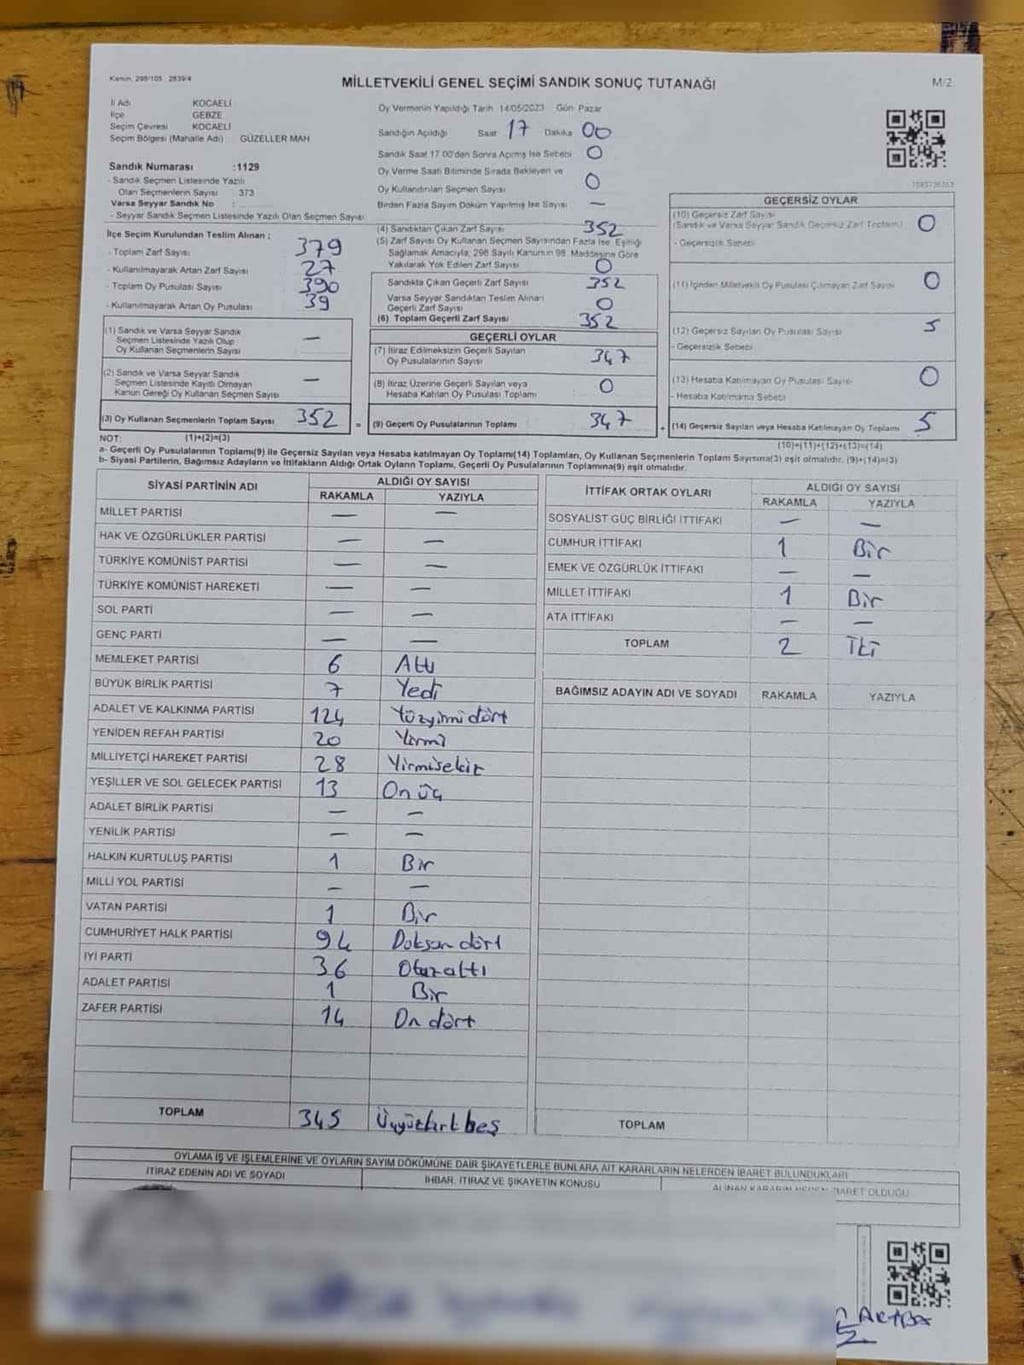 Kanun, 298/105 2839/4
MİLLETVEKİLİ GENEL SEÇİMİ SANDIK SONUÇ TUTANAĞI
M/2
İl Adı KOCAELİ
İlçe GEBZE
Seçim Çevresi KOCAELİ
Seçim Bölgesi (Mahalle Adı) GÜZELLER MAH
Sandık Numarası :1129
- Sandık Seçmen Listesinde Yazılı
Olan Seçmenlerin Sayısı : 373
Varsa Seyyar Sandık No :
- Seyyar Sandık Seçmen Listesinde Yazılı Olan Seçmen Sayısı
Oy Vermenin Yapıldığı Tarih 14/05/2023 Gün Pazar
Sandığın Açıldığı Saat 17 Dakika 00
Sandık Saat 17:00'den Sonra Açılmış İse Sebebi 0
Oy Verme Saati Bitiminde Sırada Bekleyen ve
Oy Kullandırılan Seçmen Sayısı 0
Birden Fazla Sayım Döküm Yapılmış İse Sayısı —
İlçe Seçim Kurulundan Teslim Alınan :
- Toplam Zarf Sayısı 379
- Kullanılmayarak Artan Zarf Sayısı 27
- Toplam Oy Pusulası Sayısı 390
- Kullanılmayarak Artan Oy Pusulası 39
(1) Sandık ve Varsa Seyyar Sandık
Seçmen Listesinde Yazılı Olup
Oy Kullanan Seçmenlerin Sayısı —
(2) Sandık ve Varsa Seyyar Sandık
Seçmen Listesinde Kayıtlı Olmayan
Kanun Gereği Oy Kullanan Seçmen Sayısı —
(3) Oy Kullanan Seçmenlerin Toplam Sayısı 352 =
(4) Sandıktan Çıkan Zarf Sayısı 352
(5) Zarf Sayısı Oy Kullanan Seçmen Sayısından Fazla İse, Eşitliği
Sağlamak Amacıyla, 298 Sayılı Kanunun 98. Maddesine Göre
Yakılarak Yok Edilen Zarf Sayısı 0
Sandıkta Çıkan Geçerli Zarf Sayısı 352
Varsa Seyyar Sandıktan Teslim Alınan
Geçerli Zarf Sayısı 0
(6) Toplam Geçerli Zarf Sayısı 352
GEÇERLİ OYLAR
(7) İtiraz Edilmeksizin Geçerli Sayılan
Oy Pusulalarının Sayısı 347
(8) İtiraz Üzerine Geçerli Sayılan veya
Hesaba Katılan Oy Pusulası Toplamı 0
(9) Geçerli Oy Pusulalarının Toplamı 347 +
GEÇERSİZ OYLAR
(10) Geçersiz Zarf Sayısı
(Sandık ve Varsa Seyyar Sandık Geçersiz Zarf Toplamı) 0
- Geçersizlik Sebebi
(11) İçinden Milletvekili Oy Pusulası Çıkmayan Zarf Sayısı 0
(12) Geçersiz Sayılan Oy Pusulası Sayısı 5
- Geçersizlik Sebebi
(13) Hesaba Katılmayan Oy Pusulası Sayısı 0
- Hesaba Katılmama Sebebi
(14) Geçersiz Sayılan veya Hesaba Katılmayan Oy Toplamı 5
NOT: (1)+(2)=(3) (10)+(11)+(12)+(13)=(14)
a- Geçerli Oy Pusulalarının Toplamı(9) ile Geçersiz Sayılan veya Hesaba katılmayan Oy Toplamı(14) Toplamları, Oy Kullanan Seçmenlerin Toplam Sayısına(3) eşit olmalıdır. (9)+(14)=(3)
b- Siyasi Partilerin, Bağımsız Adayların ve İttifakların Aldığı Ortak Oyların Toplamı, Geçerli Oy Pusulalarının Toplamına(9) eşit olmalıdır.
SİYASİ PARTİNİN ADI ALDIĞI OY SAYISI
RAKAMLA YAZIYLA
MİLLET PARTİSİ — —
HAK VE ÖZGÜRLÜKLER PARTİSİ — —
TÜRKİYE KOMÜNİST PARTİSİ — —
TÜRKİYE KOMÜNİST HAREKETİ — —
SOL PARTİ — —
GENÇ PARTİ — —
MEMLEKET PARTİSİ 6 Altı
BÜYÜK BİRLİK PARTİSİ 7 Yedi
ADALET VE KALKINMA PARTİSİ 124 Yüzyirmidört
YENİDEN REFAH PARTİSİ 20 Yirmi
MİLLİYETÇİ HAREKET PARTİSİ 28 Yirmisekiz
YEŞİLLER VE SOL GELECEK PARTİSİ 13 On üç
ADALET BİRLİK PARTİSİ — —
YENİLİK PARTİSİ — —
HALKIN KURTULUŞ PARTİSİ 1 Bir
MİLLİ YOL PARTİSİ — —
VATAN PARTİSİ 1 Bir
CUMHURİYET HALK PARTİSİ 94 Doksan dört
İYİ PARTİ 36 Otuzaltı
ADALET PARTİSİ 1 Bir
ZAFER PARTİSİ 14 On dört
TOPLAM 345 Üçyüzkırkbeş
İTTİFAK ORTAK OYLARI ALDIĞI OY SAYISI
RAKAMLA YAZIYLA
SOSYALİST GÜÇ BİRLİĞİ İTTİFAKI — —
CUMHUR İTTİFAKI 1 Bir
EMEK VE ÖZGÜRLÜK İTTİFAKI — —
MİLLET İTTİFAKI 1 Bir
ATA İTTİFAKI — —
TOPLAM 2 İki
BAĞIMSIZ ADAYIN ADI VE SOYADI RAKAMLA YAZIYLA
TOPLAM
OYLAMA İŞ VE İŞLEMLERİNE VE OYLARIN SAYIM DÖKÜMÜNE DAİR ŞİKAYETLERLE BUNLARA AİT KARARLARIN NELERDEN İBARET BULUNDUKLARI
İTİRAZ EDENİN ADI VE SOYADI İHBAR, İTİRAZ VE ŞİKAYETİN KONUSU ALINAN KARARIN NEDEN İBARET OLDUĞU